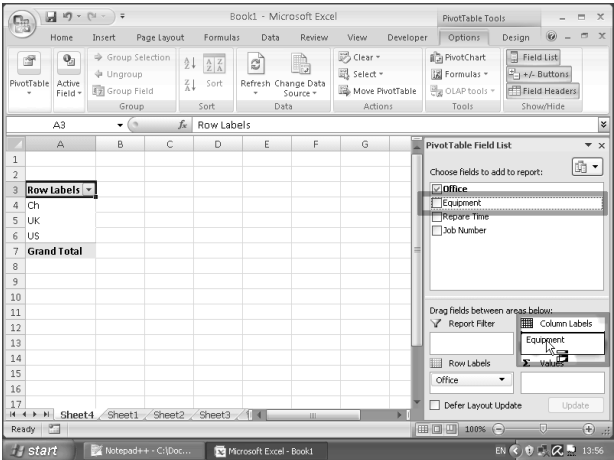 Book1 - Microsoft Excel
PivotTable Tools
Home Insert Page Layout Formulas Data Review View Developer Options Design
PivotTable
Active Field
Group Selection
Ungroup
Group Field
Group
Sort
Sort
Refresh
Change Data Source
Data
Clear
Select
Move PivotTable
Actions
PivotChart
Formulas
OLAP tools
Tools
Field List
+/- Buttons
Field Headers
Show/Hide
A3 fx Row Labels
A B C D E F G
1
2
3 Row Labels
4 Ch
5 UK
6 US
7 Grand Total
8
9
10
11
12
13
14
15
16
17
PivotTable Field List
Choose fields to add to report:
Office
Equipment
Repare Time
Job Number
Drag fields between areas below:
Report Filter
Column Labels
Equipment
Row Labels
Σ Values
Office
Defer Layout Update Update
Sheet4 Sheet1 Sheet2 Sheet3
Ready 100%
start Notepad++ - C:\Doc... Microsoft Excel - Book1 EN 13:56